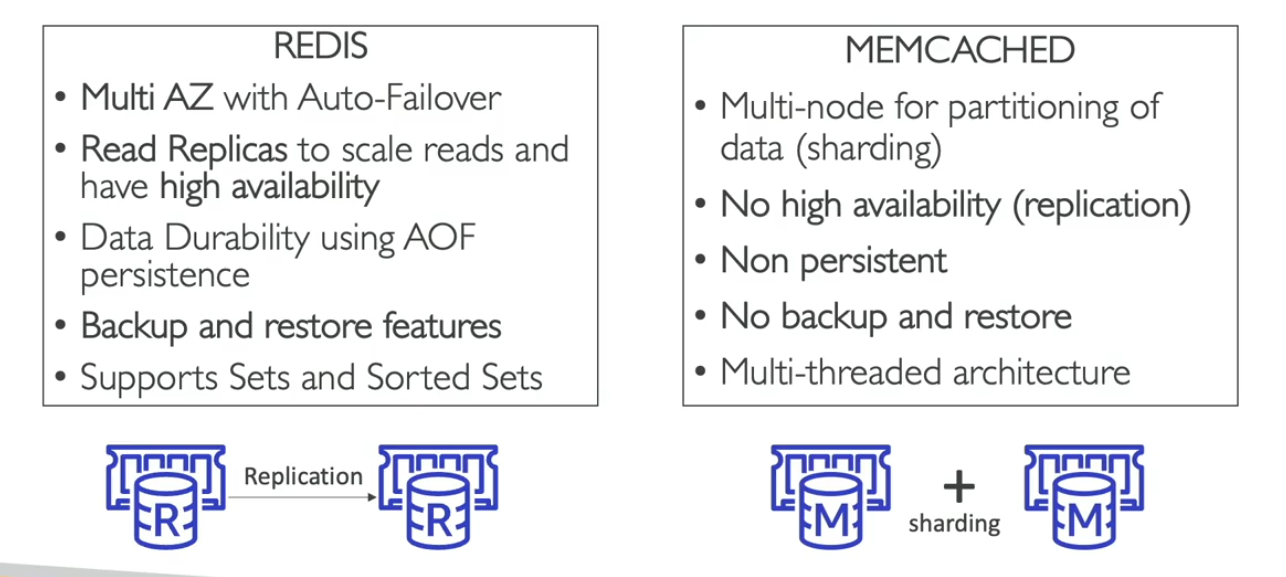 REDIS
• Multi AZ with Auto-Failover
• Read Replicas to scale reads and
have high availability
• Data Durability using AOF
persistence
• Backup and restore features
• Supports Sets and Sorted Sets
R
Replication
R
MEMCACHED
• Multi-node for partitioning of
data (sharding)
• No high availability (replication)
• Non persistent
• No backup and restore
• Multi-threaded architecture
M
+
sharding
M